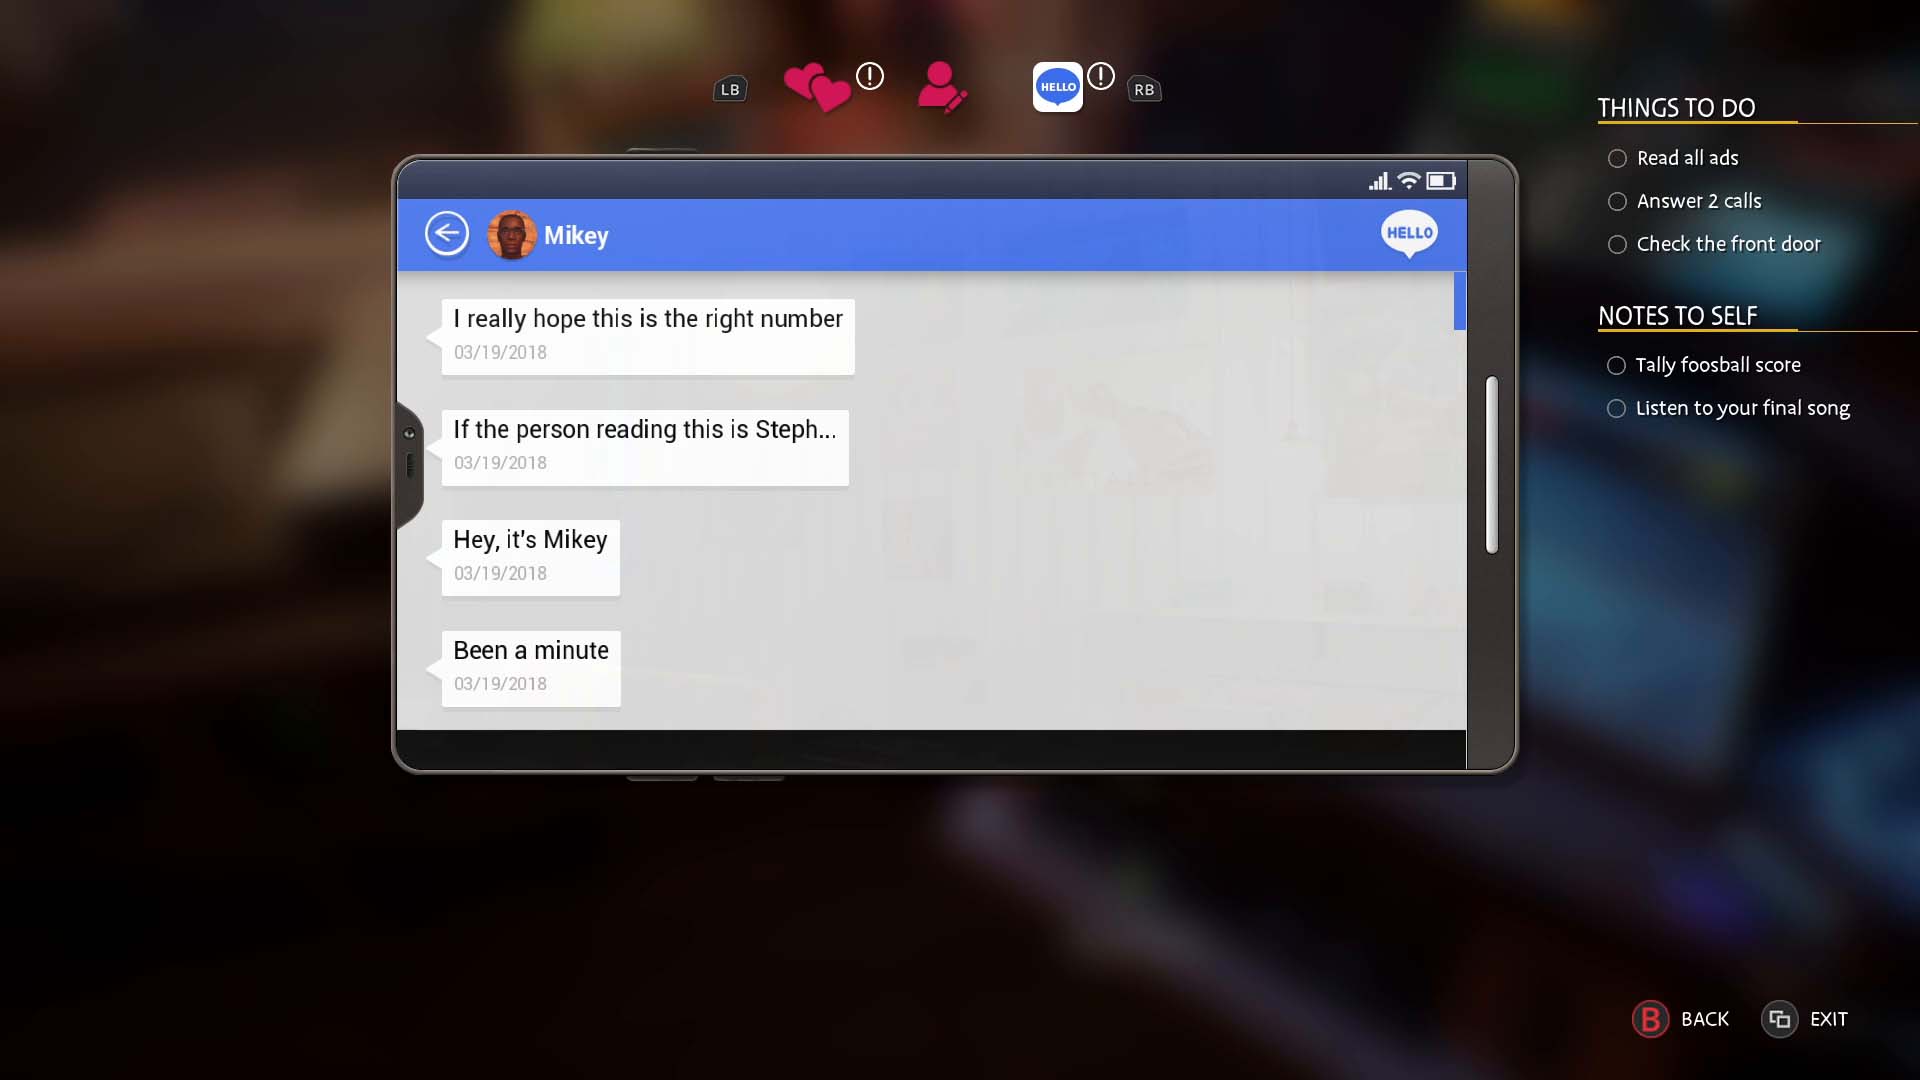 LB
HELLO
RB
THINGS TO DO
Read all ads
Answer 2 calls
Check the front door
NOTES TO SELF
Tally foosball score
Listen to your final song
Mikey
HELLO
I really hope this is the right number
03/19/2018
If the person reading this is Steph...
03/19/2018
Hey, it's Mikey
03/19/2018
Been a minute
03/19/2018
B BACK
EXIT